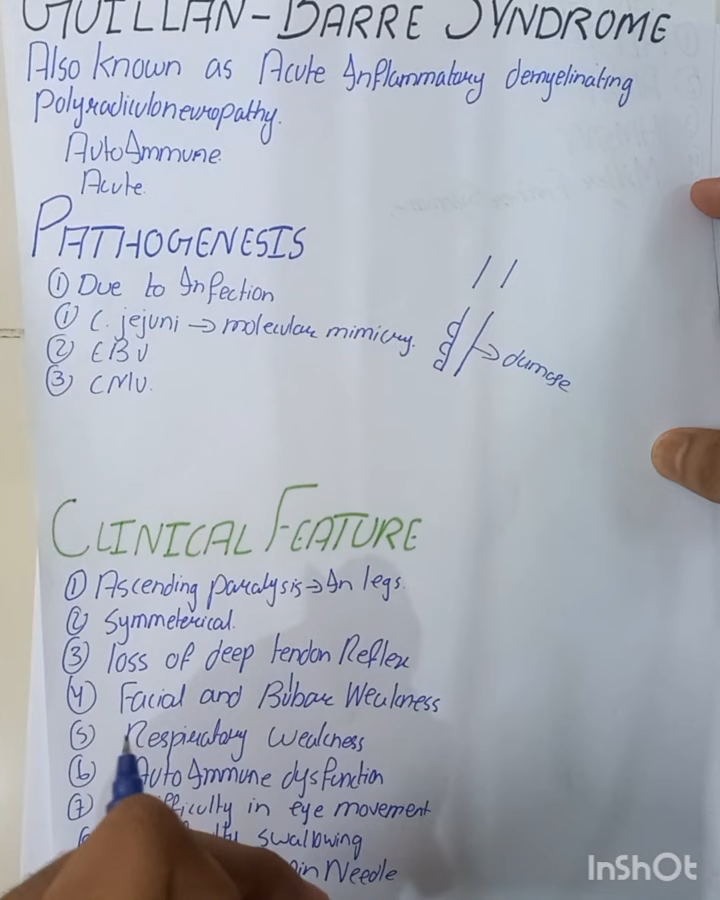 GUILLAN-BARRE SYNDROME
Also known as Acute Inflammatory demyelinating
Polyradiculoneuropathy.
AutoImmune
Acute
PATHOGENESIS
① Due to Infection
① C. jejuni → molecular mimicry.
② EBV
③ CMV.
→ damage
CLINICAL FEATURE
① Ascending paralysis → In legs.
② Symmeterical.
③ loss of deep tendon Reflex
④ Facial and Bulbar Weakness
⑤ Respiratory weakness
⑥ AutoImmune dysfunction
⑦ in eye movement
swallowing
Needle
InShOt